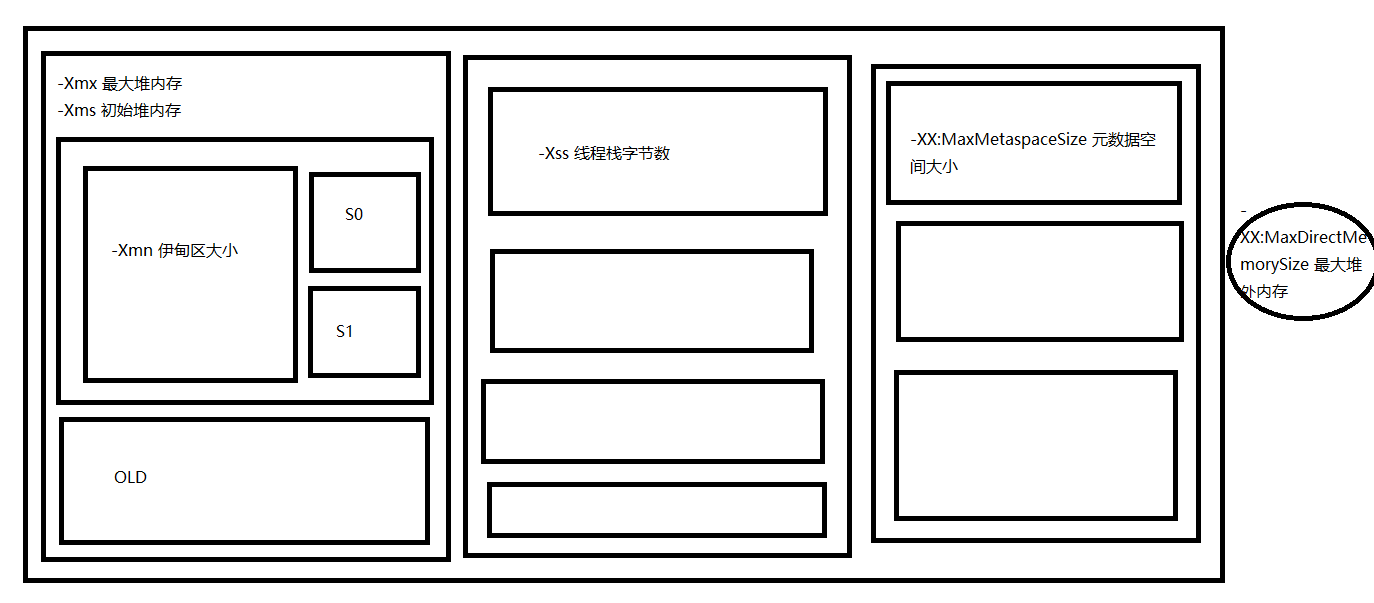 -Xmx 最大堆内存
-Xms 初始堆内存
-Xmn 伊甸区大小
S0
S1
OLD
-Xss 线程栈字节数
-XX:MaxMetaspaceSize 元数据空
间大小
-
XX:MaxDirectMe
morySize 最大堆
外内存